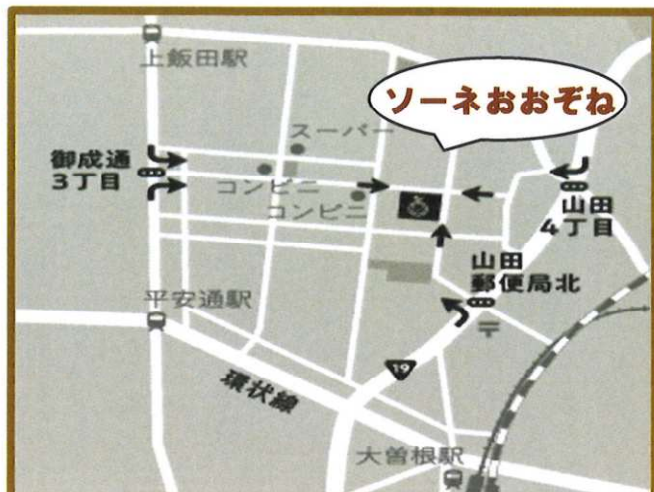 上飯田駅
ソーネおおぞね
スーパー
御成通
3丁目
コンビニ
コンビニ
山田
4丁目
山田
郵便局北
平安通駅
〒
19
環状線
大曽根駅